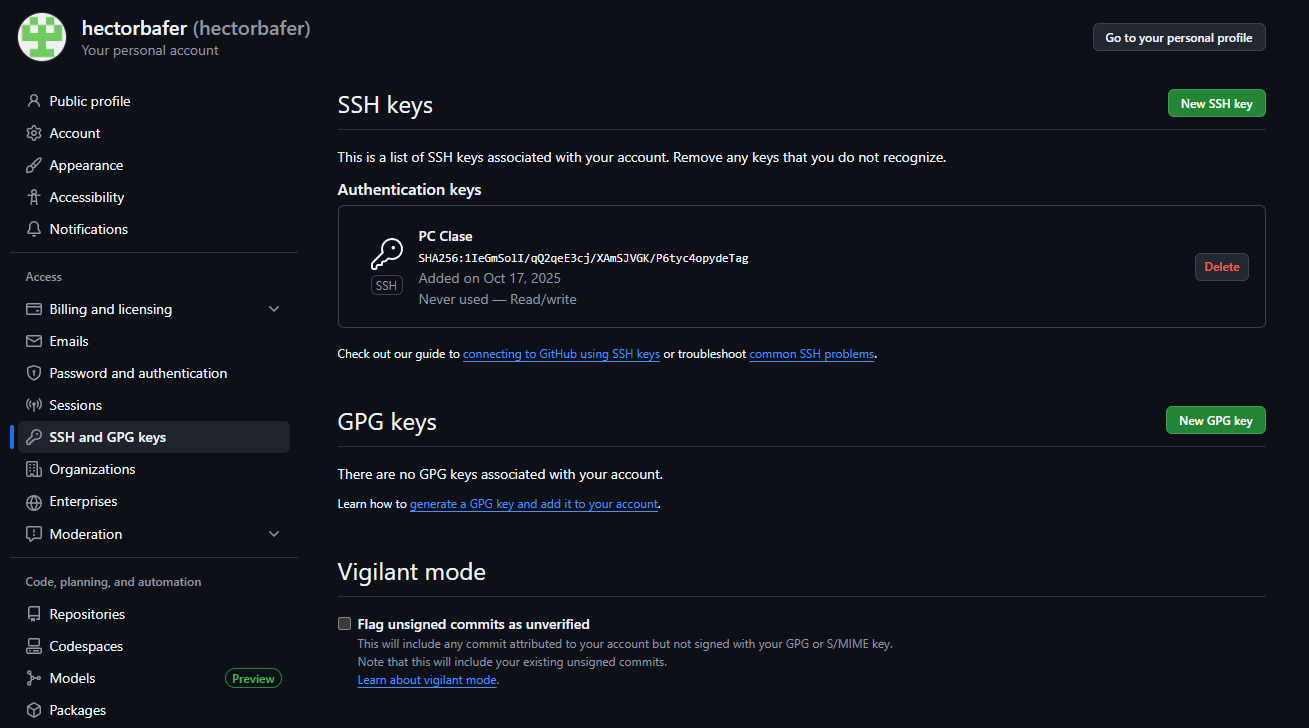 hectorbafer (hectorbafer)
Your personal account
Go to your personal profile
Public profile
Account
Appearance
Accessibility
Notifications
Access
Billing and licensing
Emails
Password and authentication
Sessions
SSH and GPG keys
Organizations
Enterprises
Moderation
Code, planning, and automation
Repositories
Codespaces
Models Preview
Packages
SSH keys
New SSH key
This is a list of SSH keys associated with your account. Remove any keys that you do not recognize.
Authentication keys
PC Clase
SHA256:1IeGmSolI/qQ2qeE3cj/XAmSJVGK/P6tyc4opydeTag
Added on Oct 17, 2025
Never used — Read/write
SSH
Delete
Check out our guide to connecting to GitHub using SSH keys or troubleshoot common SSH problems.
GPG keys
New GPG key
There are no GPG keys associated with your account.
Learn how to generate a GPG key and add it to your account.
Vigilant mode
Flag unsigned commits as unverified
This will include any commit attributed to your account but not signed with your GPG or S/MIME key.
Note that this will include your existing unsigned commits.
Learn about vigilant mode.